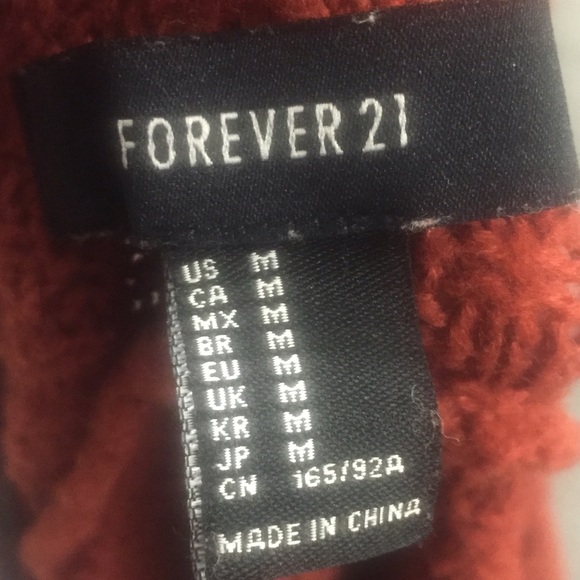 FOREVER 21
US M
CA M
MX M
BR M
EU M
UK M
KR M
JP M
CN 165/92A
MADE IN CHINA